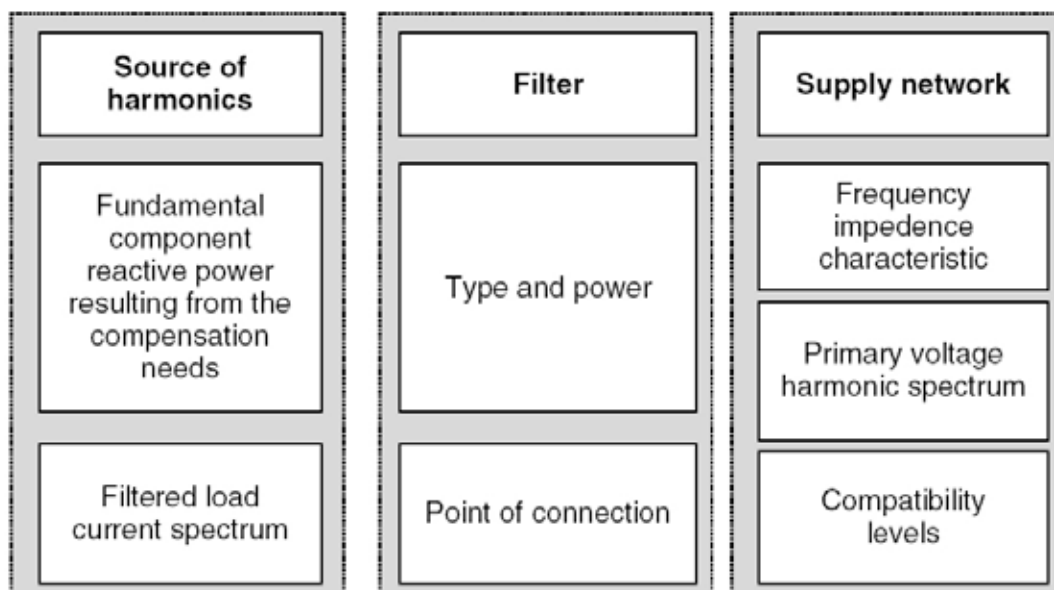 Source of
harmonics
Fundamental
component
reactive power
resulting from the
compensation
needs
Filtered load
current spectrum
Filter
Type and power
Point of connection
Supply network
Frequency
impedence
characteristic
Primary voltage
harmonic spectrum
Compatibility
levels